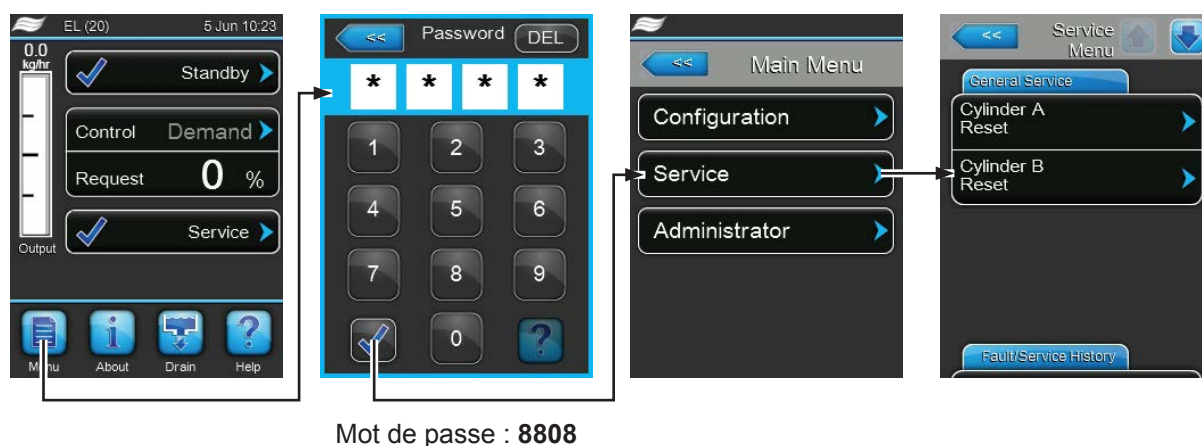 EL (20) 5 Jun 10:23
0.0
kg/hr
Standby
Control Demand
Request 0 %
Service
Output
Menu About Drain Help
<< Password DEL
* * * *
1 2 3
4 5 6
7 8 9
0 ?
Mot de passe : 8808
<< Main Menu
Configuration
Service
Administrator
<< Service
Menu
General Service
Cylinder A
Reset
Cylinder B
Reset
Fault/Service History